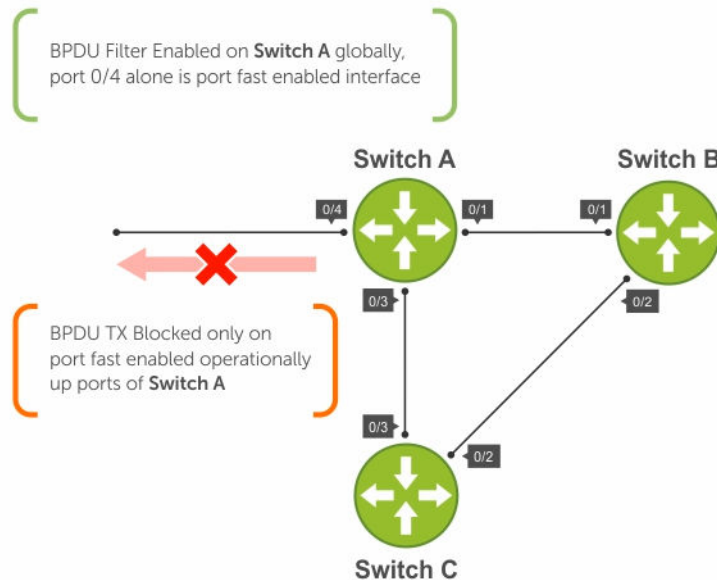 BPDU Filter Enabled on Switch A globally,
port 0/4 alone is port fast enabled interface
Switch A
Switch B
0/4
0/1
0/1
0/3
0/2
BPDU TX Blocked only on
port fast enabled operationally
up ports of Switch A
0/3
0/2
Switch C